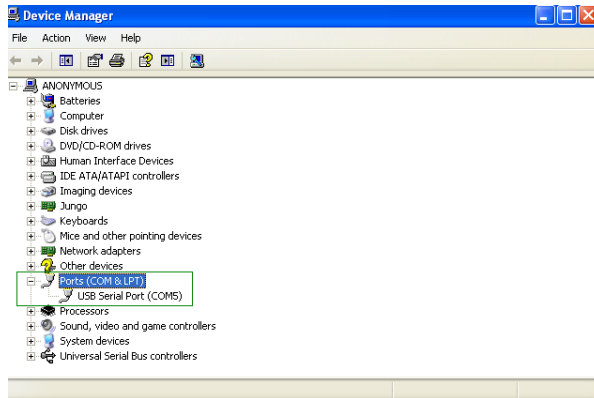 Device Manager
File Action View Help
ANONYMOUS
Batteries
Computer
Disk drives
DVD/CD-ROM drives
Human Interface Devices
IDE ATA/ATAPI controllers
Imaging devices
Jungo
Keyboards
Mice and other pointing devices
Network adapters
Other devices
Ports (COM & LPT)
USB Serial Port (COM5)
Processors
Sound, video and game controllers
System devices
Universal Serial Bus controllers